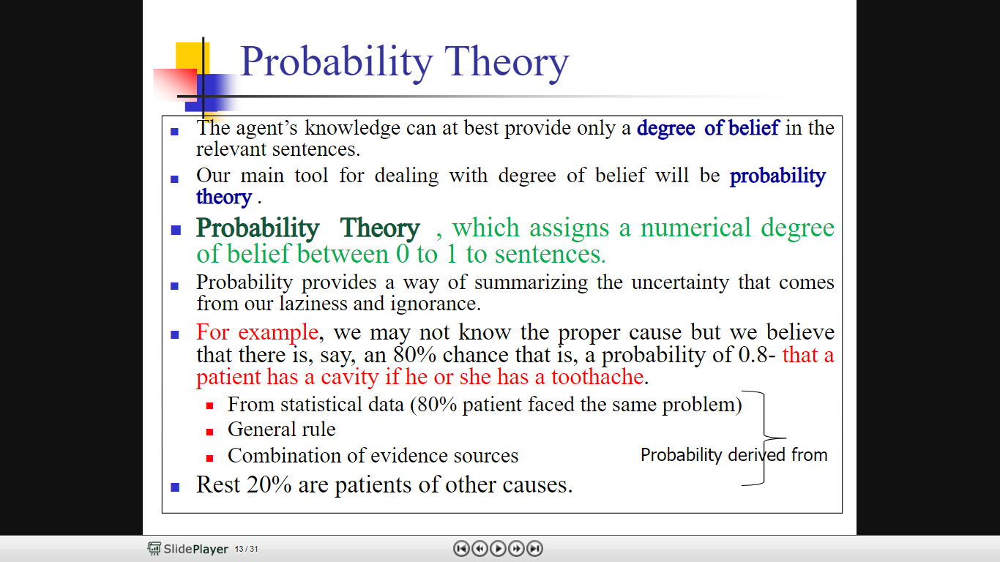 Probability Theory
The agent’s knowledge can at best provide only a degree of belief in the
relevant sentences.
Our main tool for dealing with degree of belief will be probability
theory .
Probability Theory , which assigns a numerical degree
of belief between 0 to 1 to sentences.
Probability provides a way of summarizing the uncertainty that comes
from our laziness and ignorance.
For example, we may not know the proper cause but we believe
that there is, say, an 80% chance that is, a probability of 0.8- that a
patient has a cavity if he or she has a toothache.
From statistical data (80% patient faced the same problem)
General rule
Combination of evidence sources
Probability derived from
Rest 20% are patients of other causes.
SlidePlayer 13 / 31